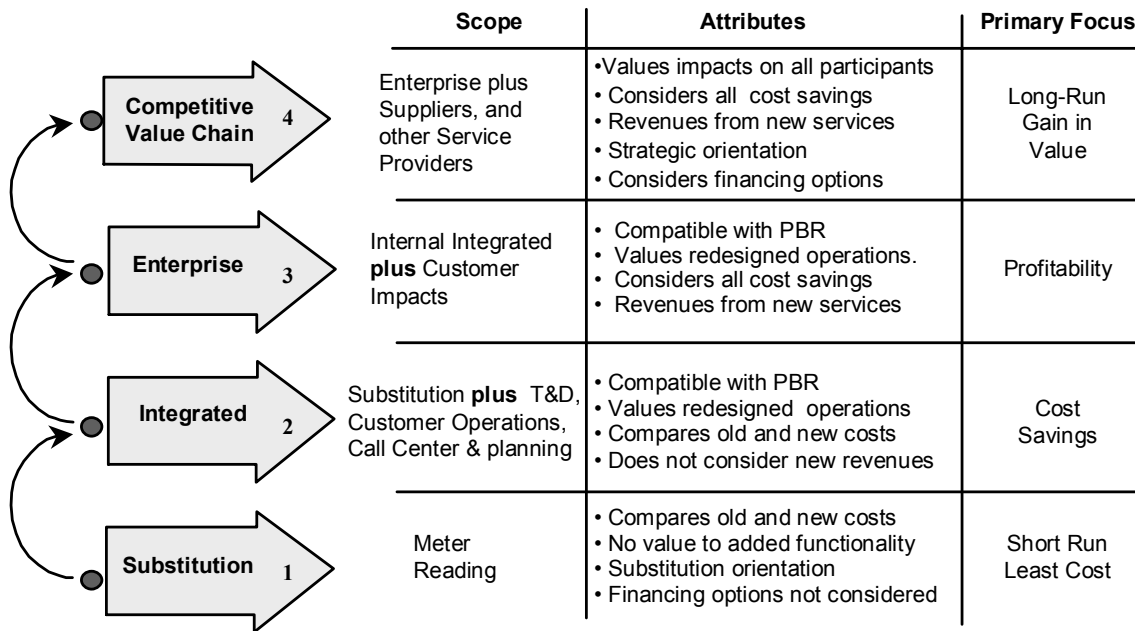 Scope Attributes Primary Focus
Competitive
Value Chain 4
Enterprise plus
Suppliers, and
other Service
Providers
•Values impacts on all participants
• Considers all cost savings
• Revenues from new services
• Strategic orientation
• Considers financing options
Long-Run
Gain in
Value
Enterprise 3
Internal Integrated
plus Customer
Impacts
• Compatible with PBR
• Values redesigned operations.
• Considers all cost savings
• Revenues from new services
Profitability
Integrated 2
Substitution plus T&D,
Customer Operations,
Call Center & planning
• Compatible with PBR
• Values redesigned operations
• Compares old and new costs
• Does not consider new revenues
Cost
Savings
Substitution 1
Meter
Reading
• Compares old and new costs
• No value to added functionality
• Substitution orientation
• Financing options not considered
Short Run
Least Cost